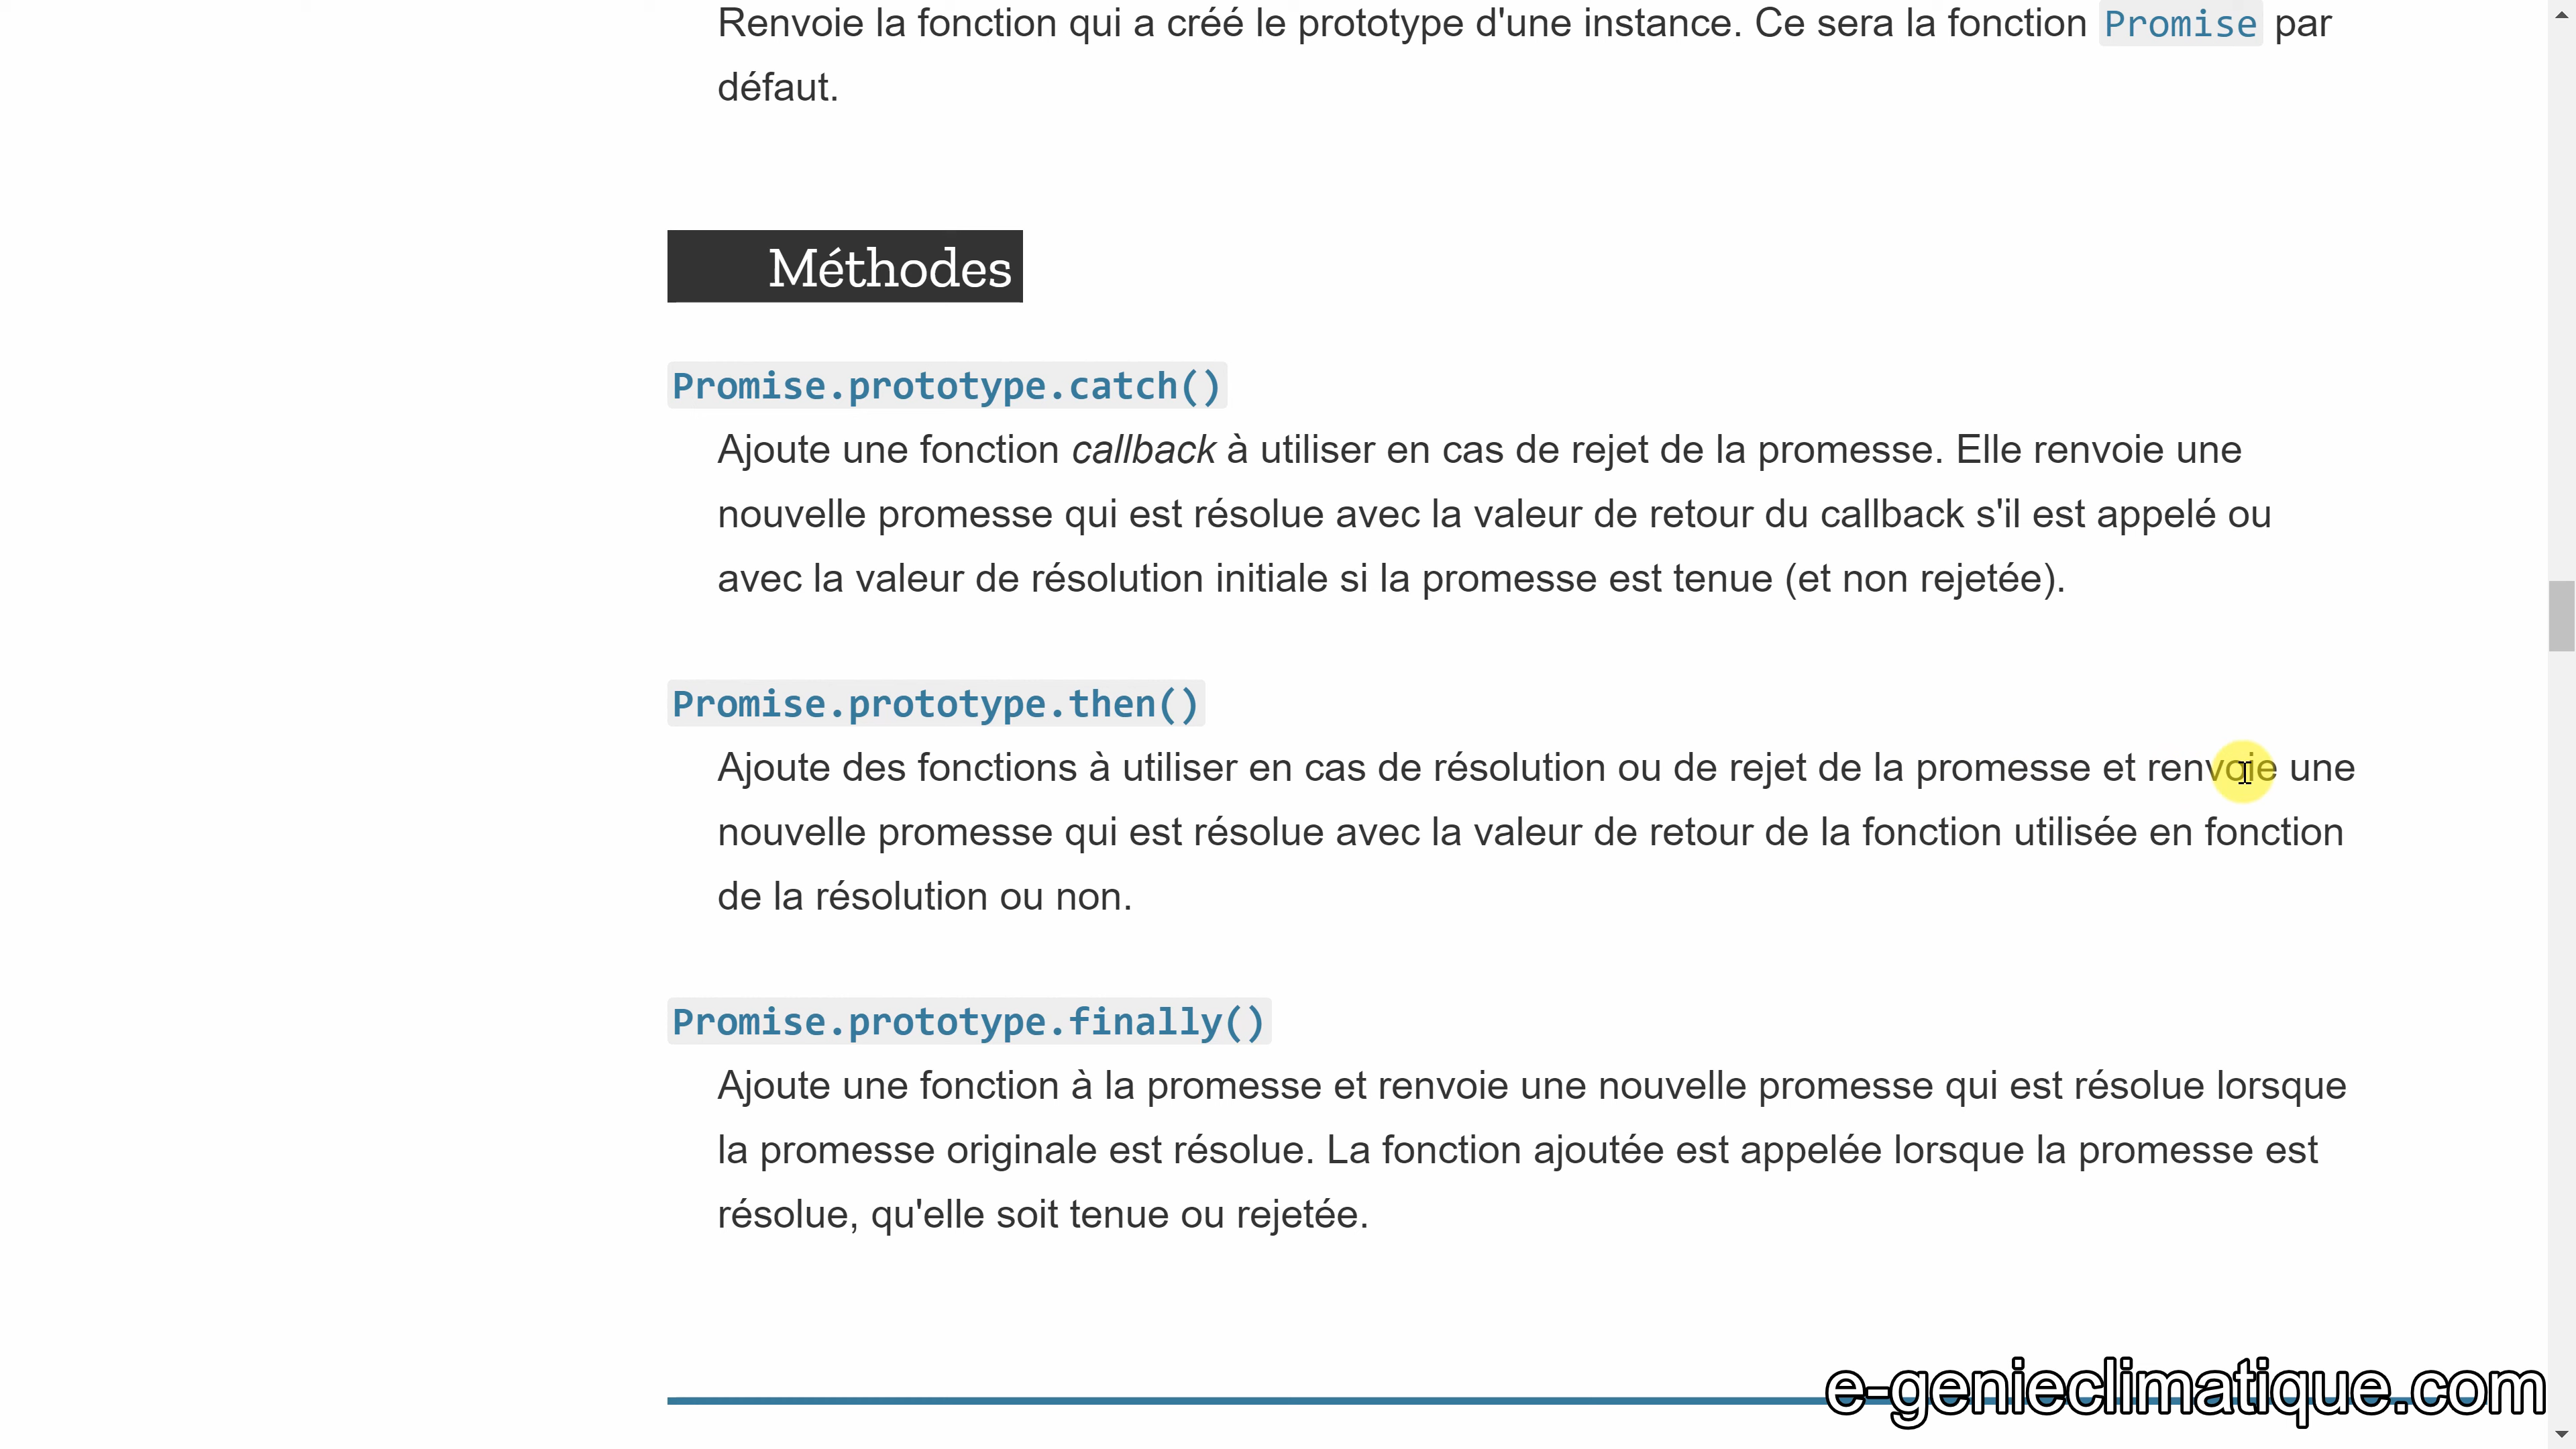 Renvoie la fonction qui a créé le prototype d'une instance. Ce sera la fonction Promise par
défaut.
Méthodes
Promise.prototype.catch()
Ajoute une fonction callback à utiliser en cas de rejet de la promesse. Elle renvoie une
nouvelle promesse qui est résolue avec la valeur de retour du callback s'il est appelé ou
avec la valeur de résolution initiale si la promesse est tenue (et non rejetée).
Promise.prototype.then()
Ajoute des fonctions à utiliser en cas de résolution ou de rejet de la promesse et renvoie une
nouvelle promesse qui est résolue avec la valeur de retour de la fonction utilisée en fonction
de la résolution ou non.
Promise.prototype.finally()
Ajoute une fonction à la promesse et renvoie une nouvelle promesse qui est résolue lorsque
la promesse originale est résolue. La fonction ajoutée est appelée lorsque la promesse est
résolue, qu'elle soit tenue ou rejetée.
e-genieclimatique.com